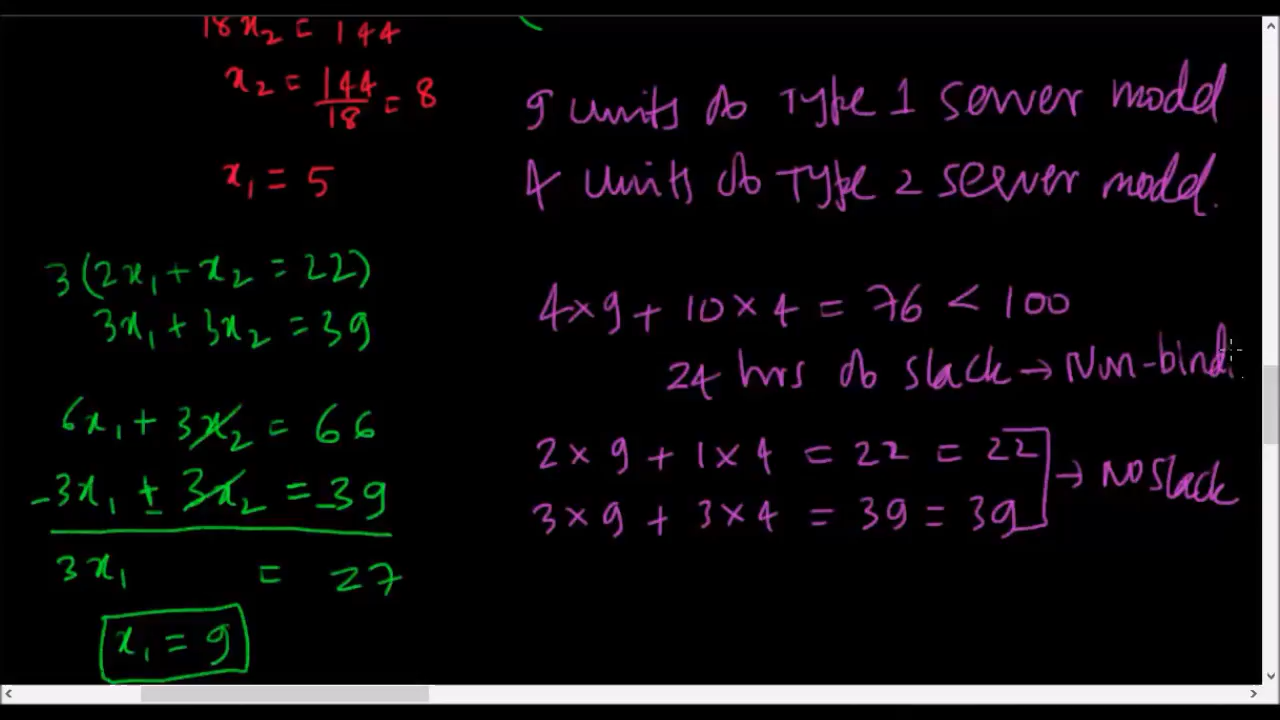 18x₂ = 144
x₂ = 144/18 = 8
x₁ = 5
3(2x₁ + x₂ = 22)
3x₁ + 3x₂ = 39
6x₁ + 3x₂ = 66
-3x₁ ± 3x₂ = -39
3x₁ = 27
x₁ = 9
9 units of Type 1 server model
4 units of Type 2 server model.
4×9 + 10×4 = 76 < 100
24 hrs of slack → Non-bindi
2×9 + 1×4 = 22 = 22
3×9 + 3×4 = 39 = 39
→ No slack